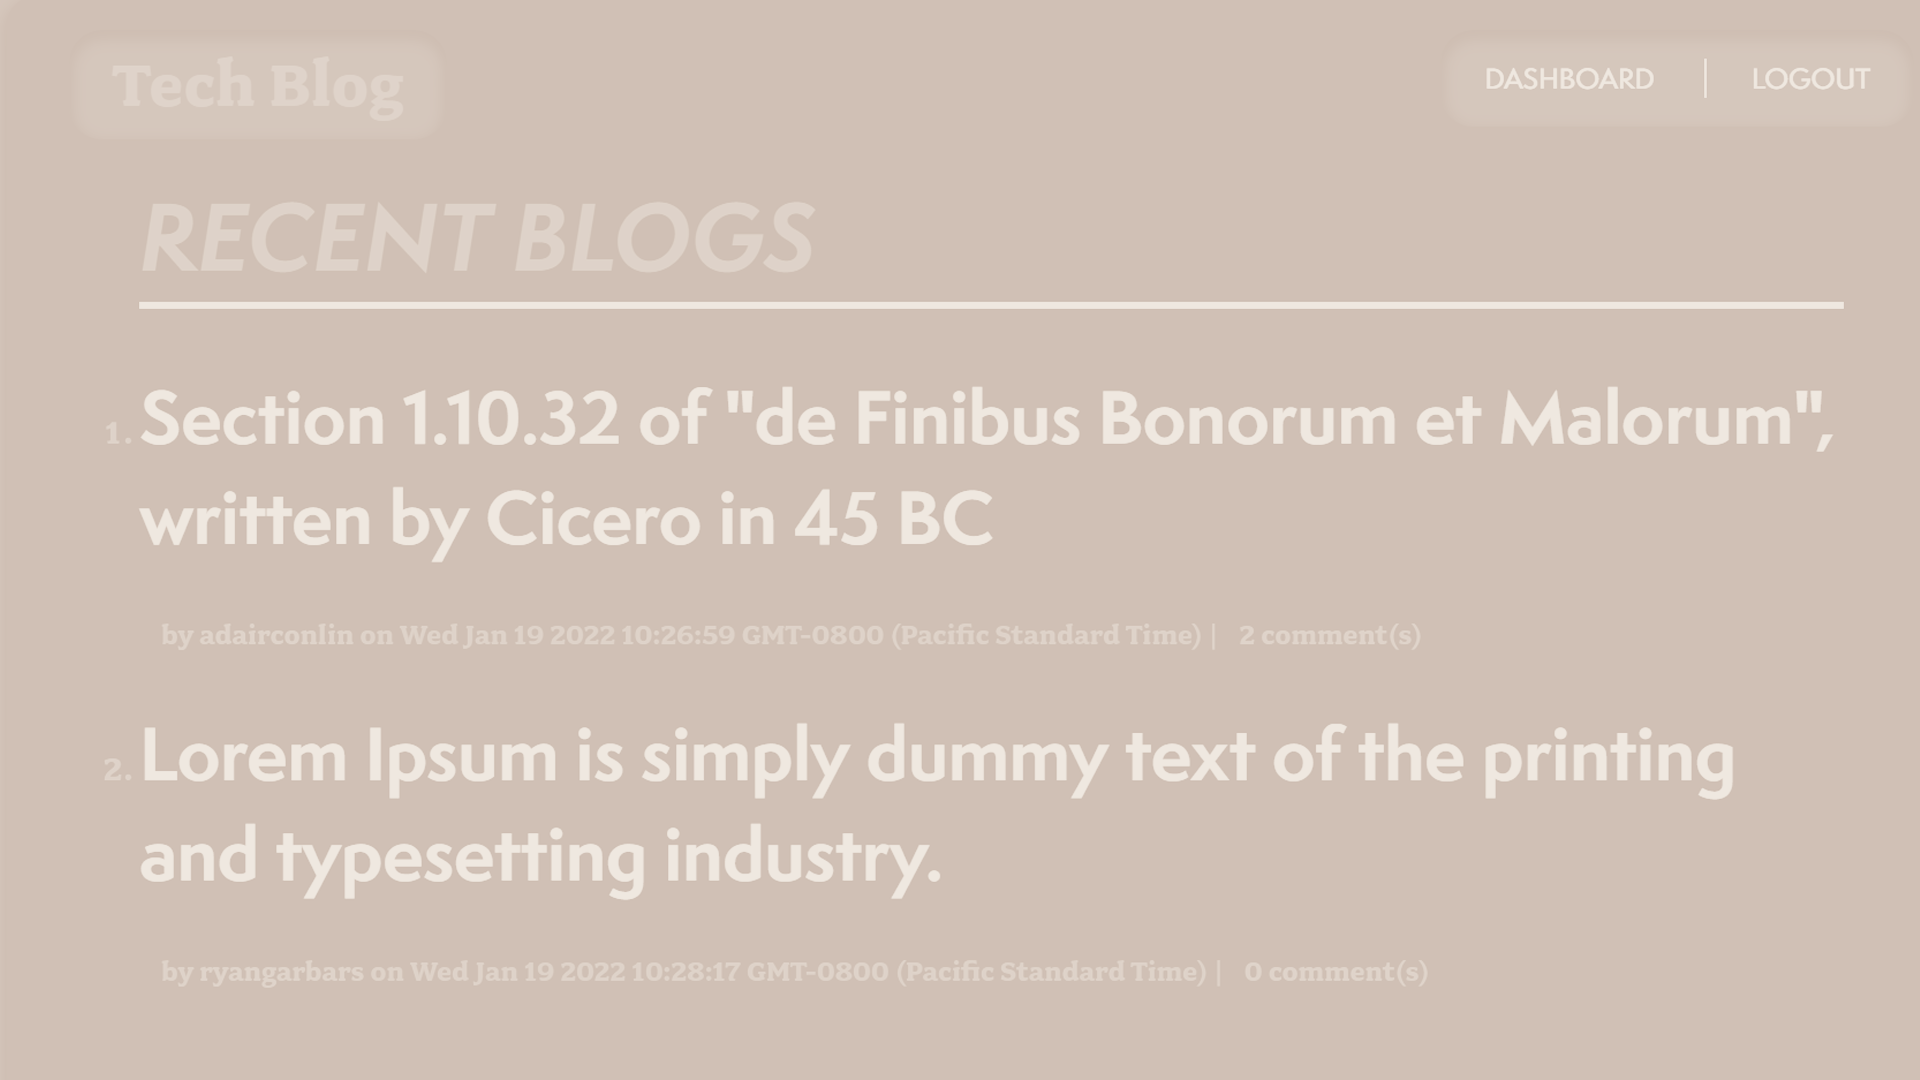 Tech Blog
DASHBOARD | LOGOUT
RECENT BLOGS
1. Section 1.10.32 of "de Finibus Bonorum et Malorum",
written by Cicero in 45 BC
by adairconlin on Wed Jan 19 2022 10:26:59 GMT-0800 (Pacific Standard Time) | 2 comment(s)
2. Lorem Ipsum is simply dummy text of the printing
and typesetting industry.
by ryangarbars on Wed Jan 19 2022 10:28:17 GMT-0800 (Pacific Standard Time) | 0 comment(s)